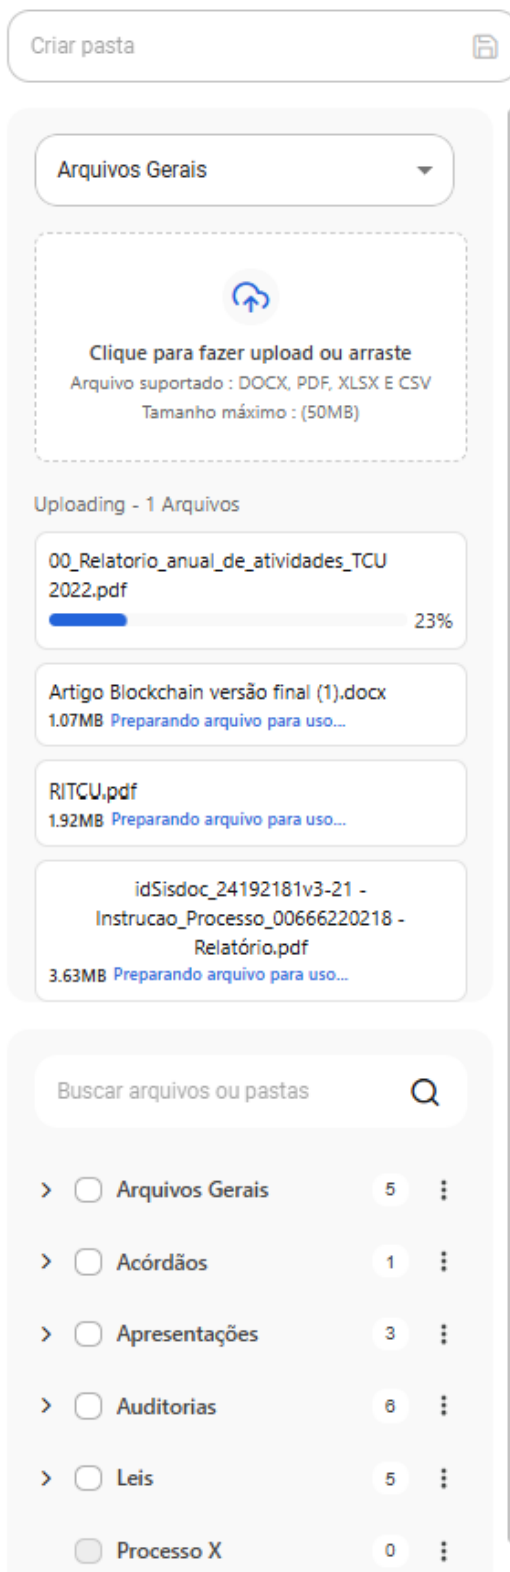 Criar pasta
Arquivos Gerais
Clique para fazer upload ou arraste
Arquivo suportado : DOCX, PDF, XLSX E CSV
Tamanho máximo : (50MB)
Uploading - 1 Arquivos
00_Relatorio_anual_de_atividades_TCU
2022.pdf
23%
Artigo Blockchain versão final (1).docx
1.07MB Preparando arquivo para uso...
RITCU.pdf
1.92MB Preparando arquivo para uso...
idSisdoc_24192181v3-21 -
Instrucao_Processo_00666220218 -
Relatório.pdf
3.63MB Preparando arquivo para uso...
Buscar arquivos ou pastas
Arquivos Gerais 5
Acórdãos 1
Apresentações 3
Auditorias 6
Leis 5
Processo X 0